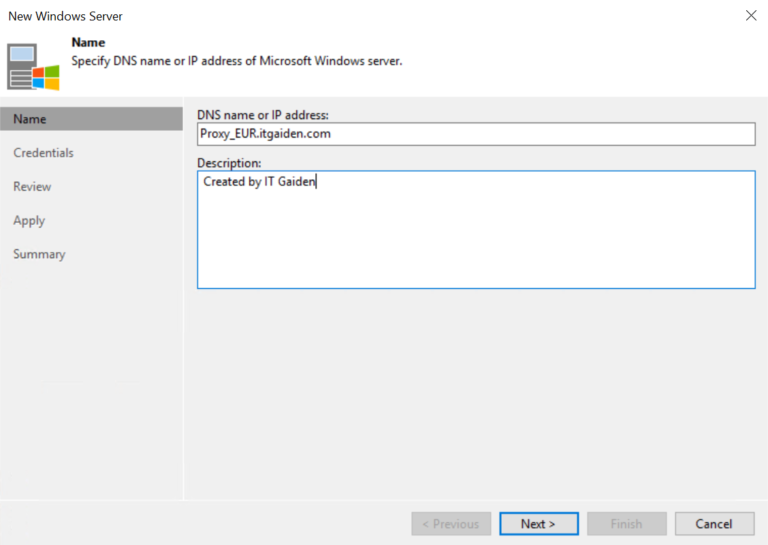 New Windows Server
Name
Specify DNS name or IP address of Microsoft Windows server.
Name
Credentials
Review
Apply
Summary
DNS name or IP address:
Proxy_EUR.itgaiden.com
Description:
Created by IT Gaiden
< Previous
Next >
Finish
Cancel